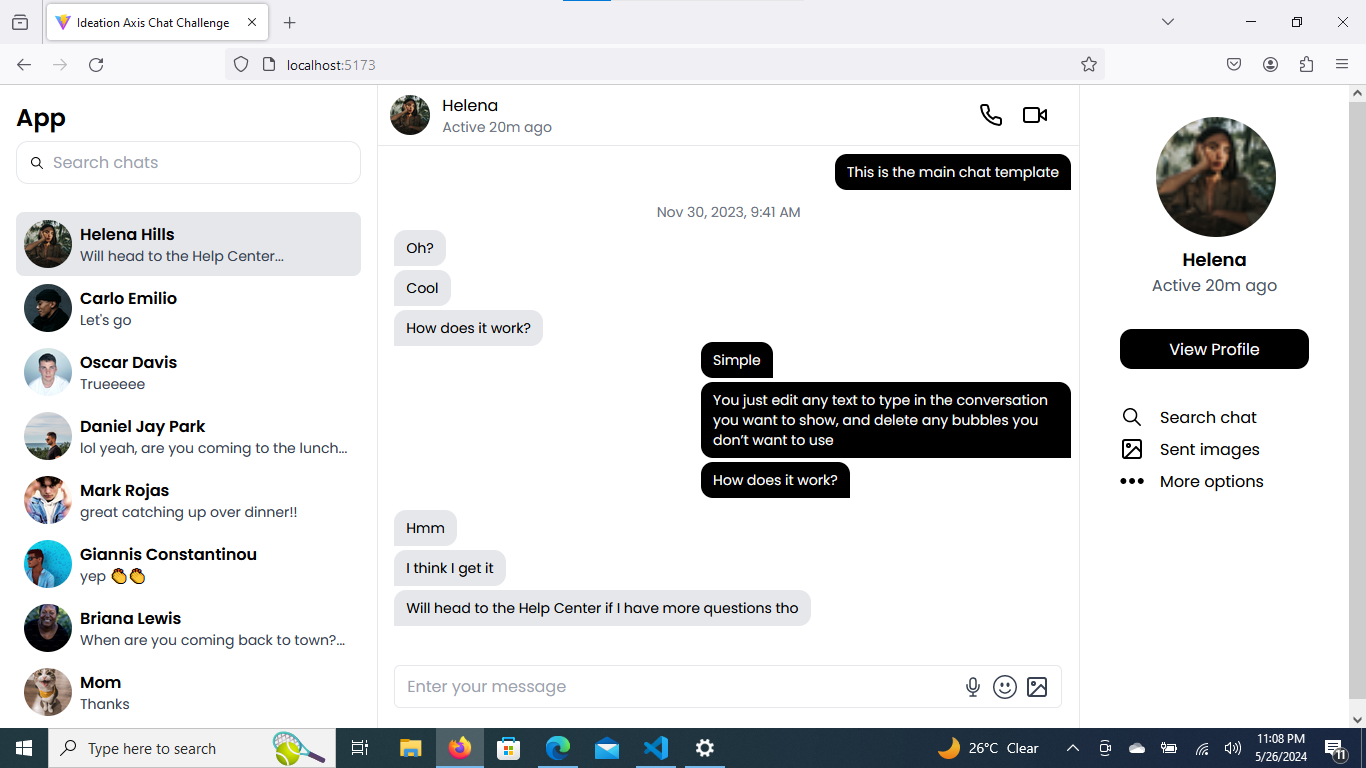 Ideation Axis Chat Challenge
localhost:5173
App
Search chats
Helena Hills
Will head to the Help Center...
Carlo Emilio
Let's go
Oscar Davis
Trueeeee
Daniel Jay Park
lol yeah, are you coming to the lunch...
Mark Rojas
great catching up over dinner!!
Giannis Constantinou
yep 👏👏
Briana Lewis
When are you coming back to town?...
Mom
Thanks
Helena
Active 20m ago
This is the main chat template
Nov 30, 2023, 9:41 AM
Oh?
Cool
How does it work?
Simple
You just edit any text to type in the conversation
you want to show, and delete any bubbles you
don’t want to use
How does it work?
Hmm
I think I get it
Will head to the Help Center if I have more questions tho
Enter your message
Helena
Active 20m ago
View Profile
Search chat
Sent images
More options
Type here to search
26°C Clear
11:08 PM
5/26/2024
11